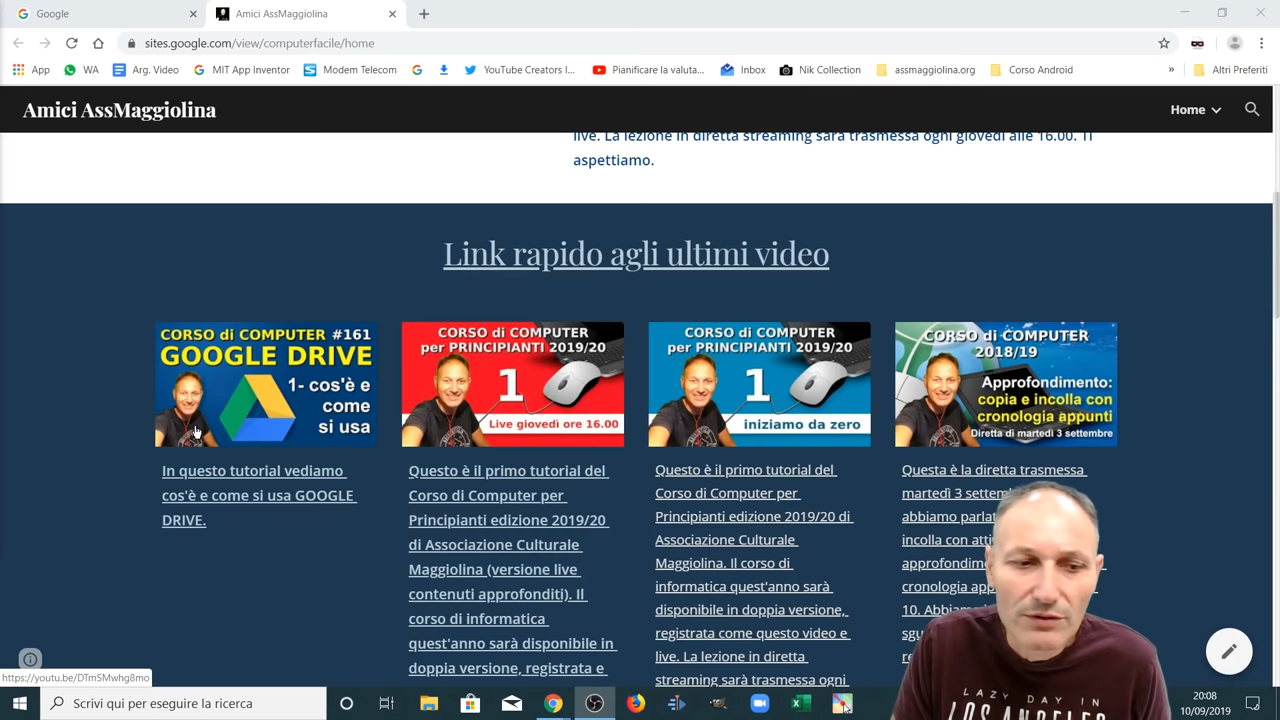 Google
Amici AssMaggiolina
sites.google.com/view/computerfacile/home
App
WA
Arg. Video
MIT App Inventor
Modem Telecom
YouTube Creators I...
Pianificare la valuta...
Inbox
Nik Collection
assmaggiolina.org
Corso Android
»
Altri Preferiti
Amici AssMaggiolina
Home
live. La lezione in diretta streaming sarà trasmessa ogni giovedì alle 16.00. Ti
aspettiamo.
Link rapido agli ultimi video
CORSO di COMPUTER #161
GOOGLE DRIVE
1- cos'è e
come
si usa
In questo tutorial vediamo
cos'è e come si usa GOOGLE
DRIVE.
CORSO di COMPUTER
per PRINCIPIANTI 2019/20
1
Live giovedì ore 16.00
Questo è il primo tutorial del
Corso di Computer per
Principianti edizione 2019/20
di Associazione Culturale
Maggiolina (versione live
contenuti approfonditi). Il
corso di informatica
quest'anno sarà disponibile in
doppia versione, registrata e
CORSO di COMPUTER
per PRINCIPIANTI 2019/20
1
iniziamo da zero
Questo è il primo tutorial del
Corso di Computer per
Principianti edizione 2019/20 di
Associazione Culturale
Maggiolina. Il corso di
informatica quest'anno sarà
disponibile in doppia versione,
registrata come questo video e
live. La lezione in diretta
streaming sarà trasmessa ogni
CORSO di COMPUTER
2018/19
Approfondimento:
copia e incolla con
cronologia appunti
Diretta di martedì 3 settembre
Questa è la diretta trasmessa
martedì 3
abbiamo
incolla con
cronologia
10.
https://youtu.be/DTmSMwhg8mo
Scrivi qui per eseguire la ricerca
LAZY DAY IN
LOS ANGELES
20:08
10/09/2019